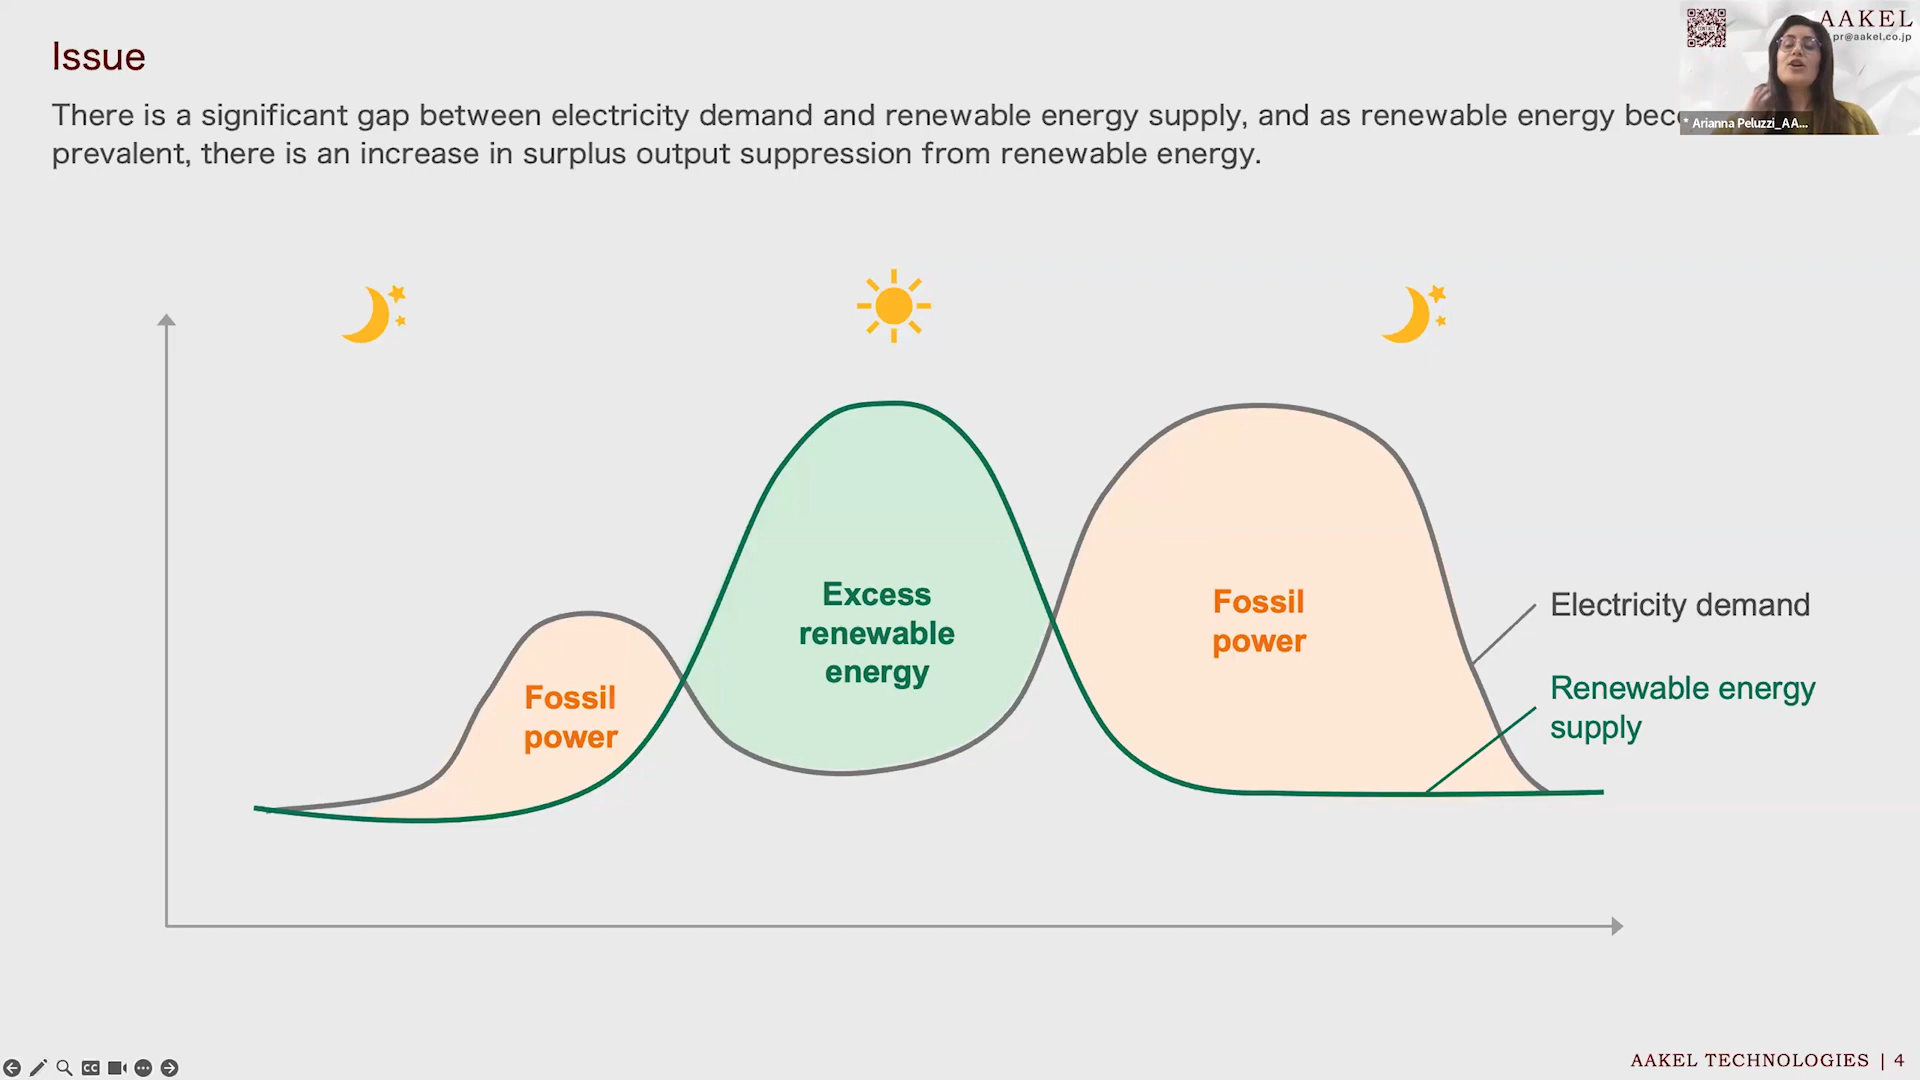 Issue
There is a significant gap between electricity demand and renewable energy supply, and as renewable energy
prevalent, there is an increase in surplus output suppression from renewable energy.
AAKEL
pr@aakel.co.jp
* Arianna Peluzzi_AA...
Excess
renewable
energy
Fossil
power
Fossil
power
Electricity demand
Renewable energy
supply
CC
AAKEL TECHNOLOGIES | 4